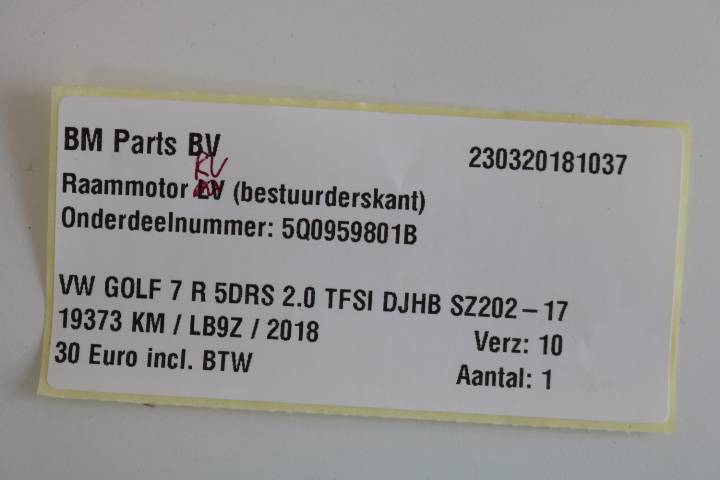 BM Parts BV
230320181037
RV
Raammotor LV (bestuurderskant)
Onderdeelnummer: 5Q0959801B
VW GOLF 7 R 5DRS 2.0 TFSI DJHB SZ202-17
19373 KM / LB9Z / 2018
Verz: 10
30 Euro incl. BTW
Aantal: 1